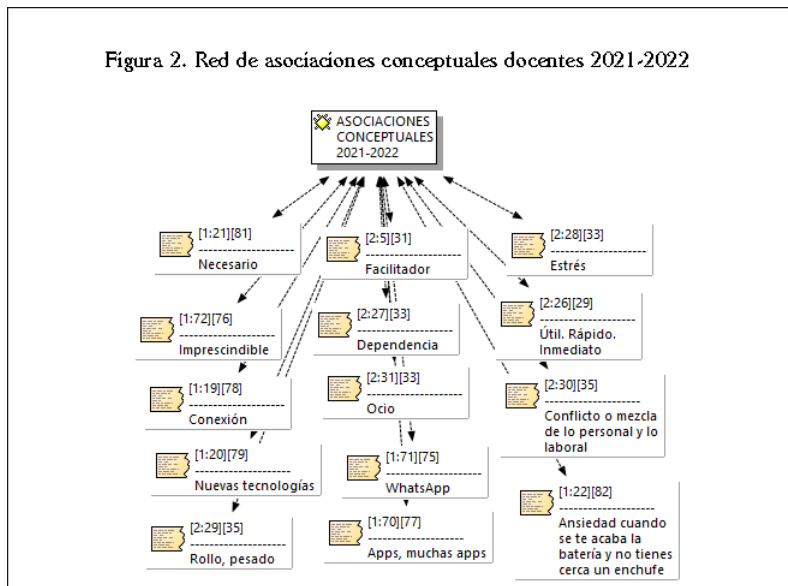 Figura 2. Red de asociaciones conceptuales docentes 2021-2022
ASOCIACIONES
CONCEPTUALES
2021-2022
[1:21][81]
--------------------
Necesario
[2:5][31]
--------------------
Facilitador
[2:28][33]
--------------------
Estrés
[1:72][76]
--------------------
Imprescindible
[2:27][33]
--------------------
Dependencia
[2:26][29]
--------------------
Útil. Rápido.
Inmediato
[1:19][78]
--------------------
Conexión
[2:31][33]
--------------------
Ocio
[2:30][35]
--------------------
Conflicto o mezcla
de lo personal y lo
laboral
[1:20][79]
--------------------
Nuevas tecnologías
[1:71][75]
--------------------
WhatsApp
[1:22][82]
--------------------
Ansiedad cuando
se te acaba la
batería y no tienes
cerca un enchufe
[2:29][35]
--------------------
Rollo, pesado
[1:70][77]
--------------------
Apps, muchas apps